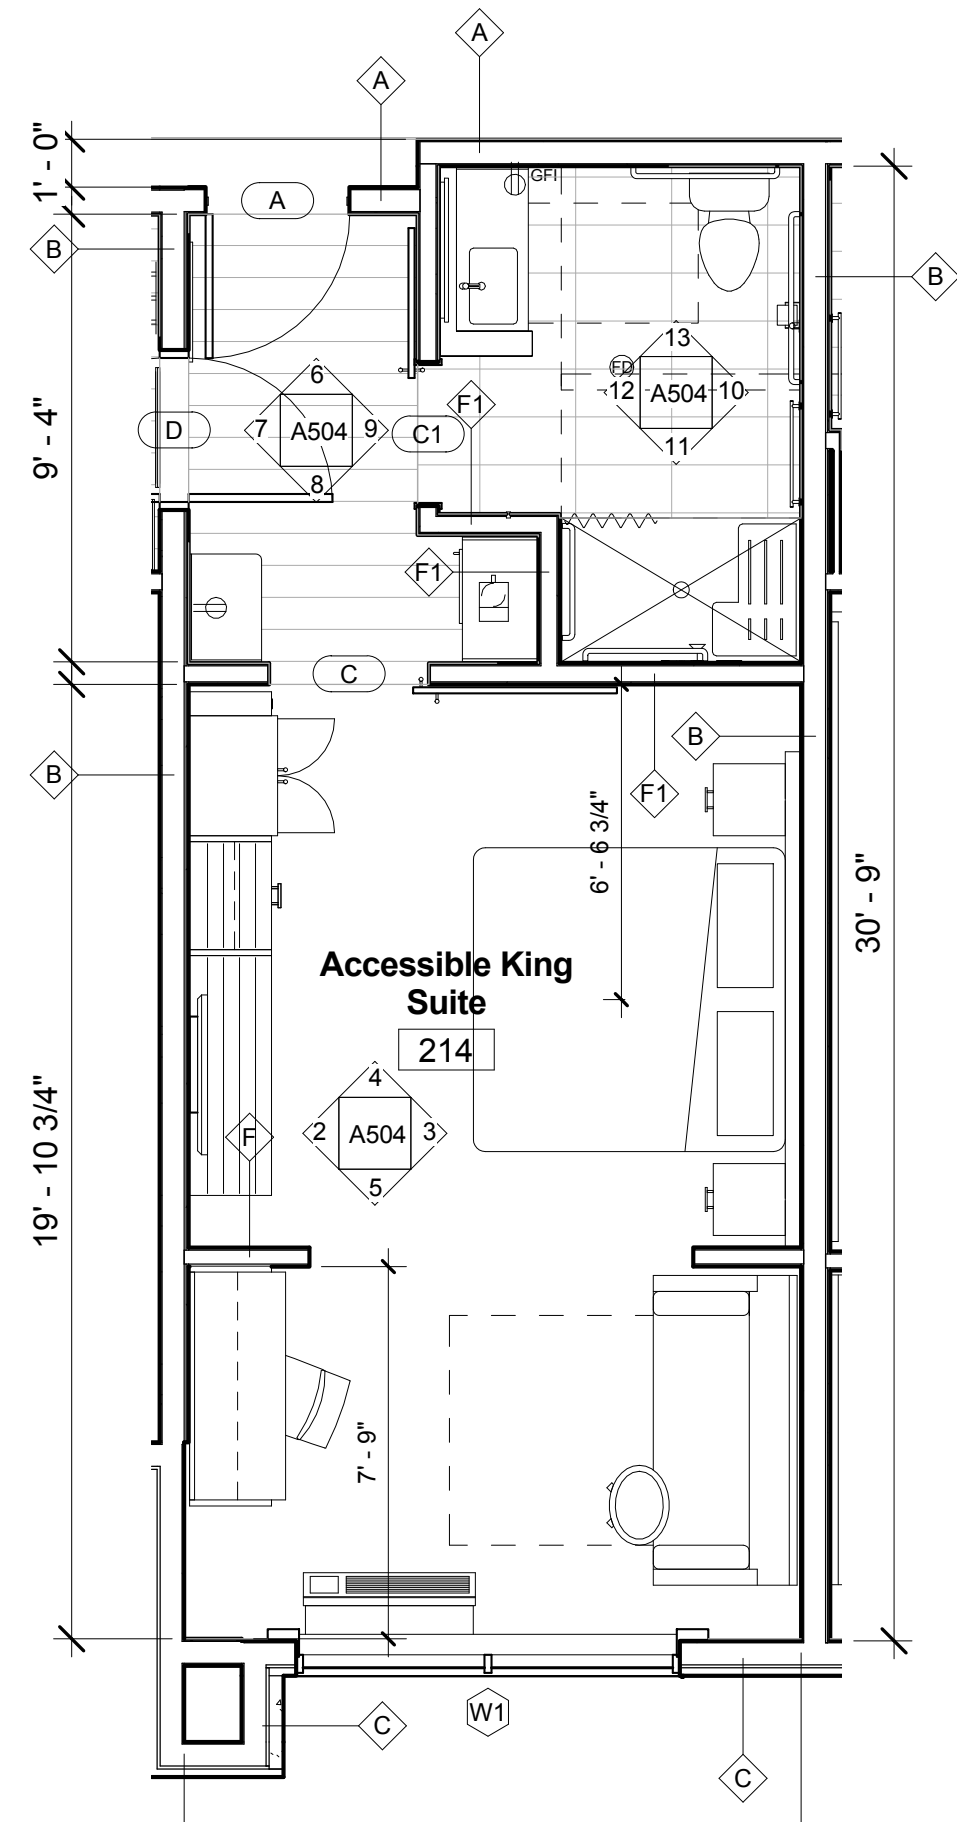 A
A
1' - 0"
A
GFI
B
B
13
FD
12
A504
10
11
6
7
A504
9
8
F1
C1
D
9' - 4"
F1
C
B
B
F1
6' - 6 3/4"
30' - 9"
Accessible King
Suite
214
4
2
A504
3
5
F
19' - 10 3/4"
7' - 9"
W1
C
C